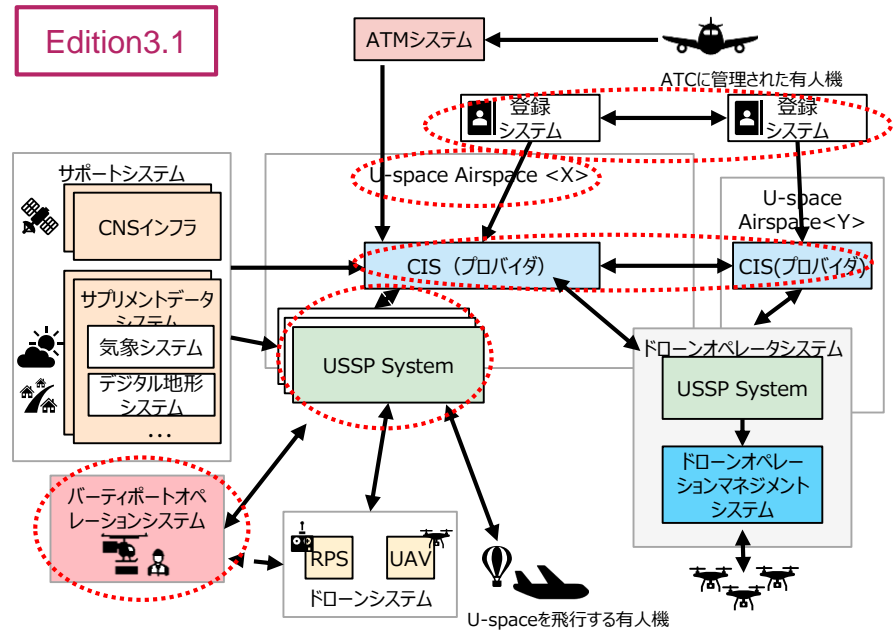 Edition3.1
ATMシステム
ATCに管理された有人機
登録
システム
登録
システム
サポートシステム
CNSインフラ
サプリメントデータ
システム
気象システム
デジタル地形
システム
…
U-space Airspace <X>
U-space
Airspace<Y>
CIS（プロバイダ）
CIS(プロバイダ)
USSP System
ドローンオペレータシステム
USSP System
ドローンオペレー
ションマネジメント
システム
バーティポートオペ
レーションシステム
RPS
UAV
ドローンシステム
U-spaceを飛行する有人機